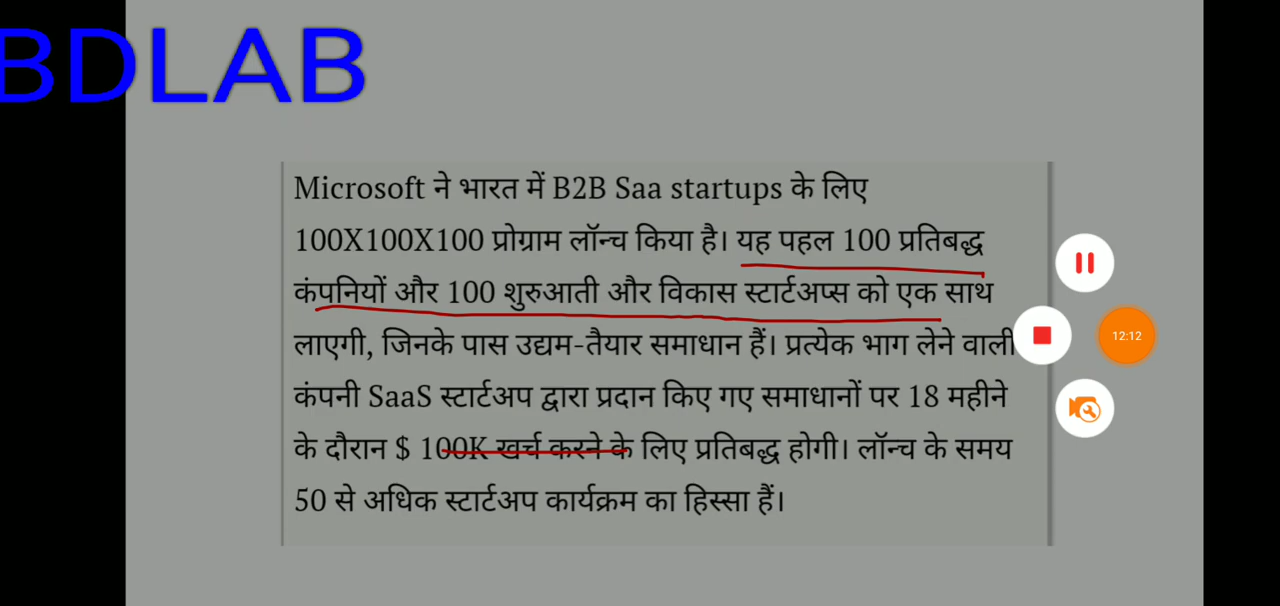 BDLAB
Microsoft ने भारत में B2B Saa startups के लिए
100X100X100 प्रोग्राम लॉन्च किया है। यह पहल 100 प्रतिबद्ध
कंपनियों और 100 शुरुआती और विकास स्टार्टअप्स को एक साथ
लाएगी, जिनके पास उद्यम-तैयार समाधान हैं। प्रत्येक भाग लेने वाली
कंपनी SaaS स्टार्टअप द्वारा प्रदान किए गए समाधानों पर 18 महीने
के दौरान $ 100K खर्च करने के लिए प्रतिबद्ध होगी। लॉन्च के समय
50 से अधिक स्टार्टअप कार्यक्रम का हिस्सा हैं।
12:12